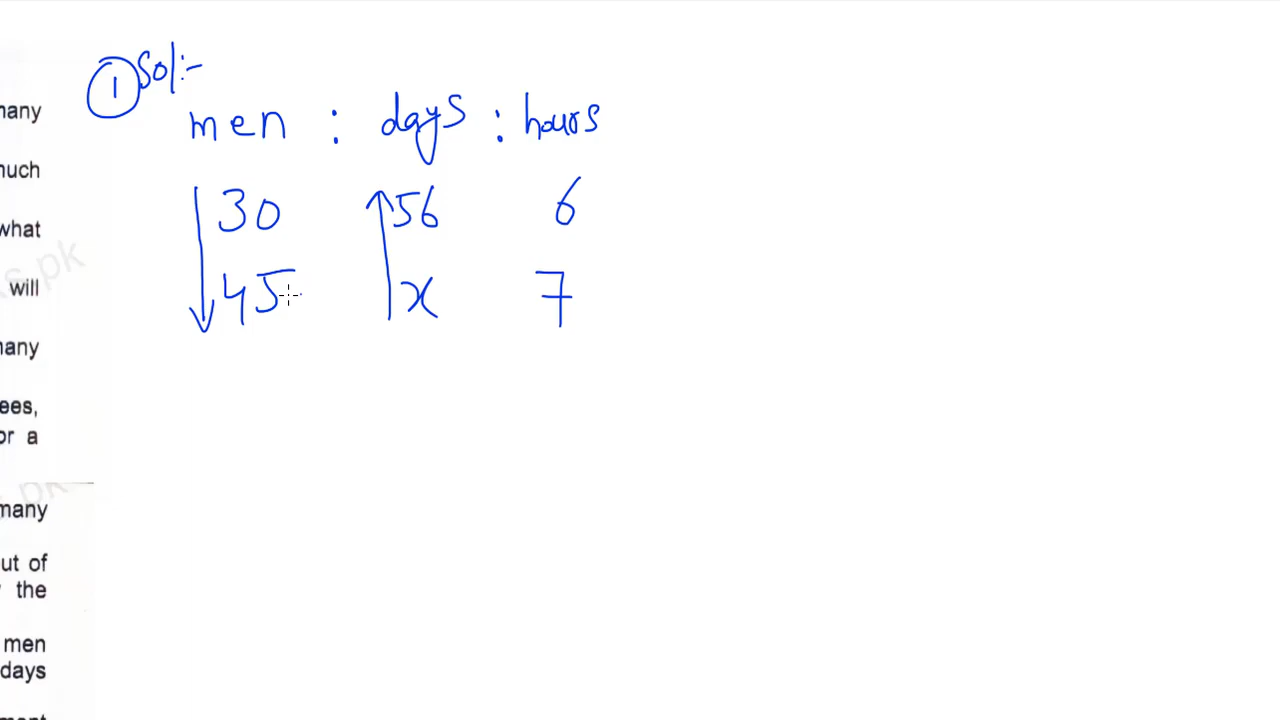 ① Sol:-
men : days : hours
30 56 6
45 x 7
many
much
what
will
many
ees,
or a
many
ut of
the
men
days